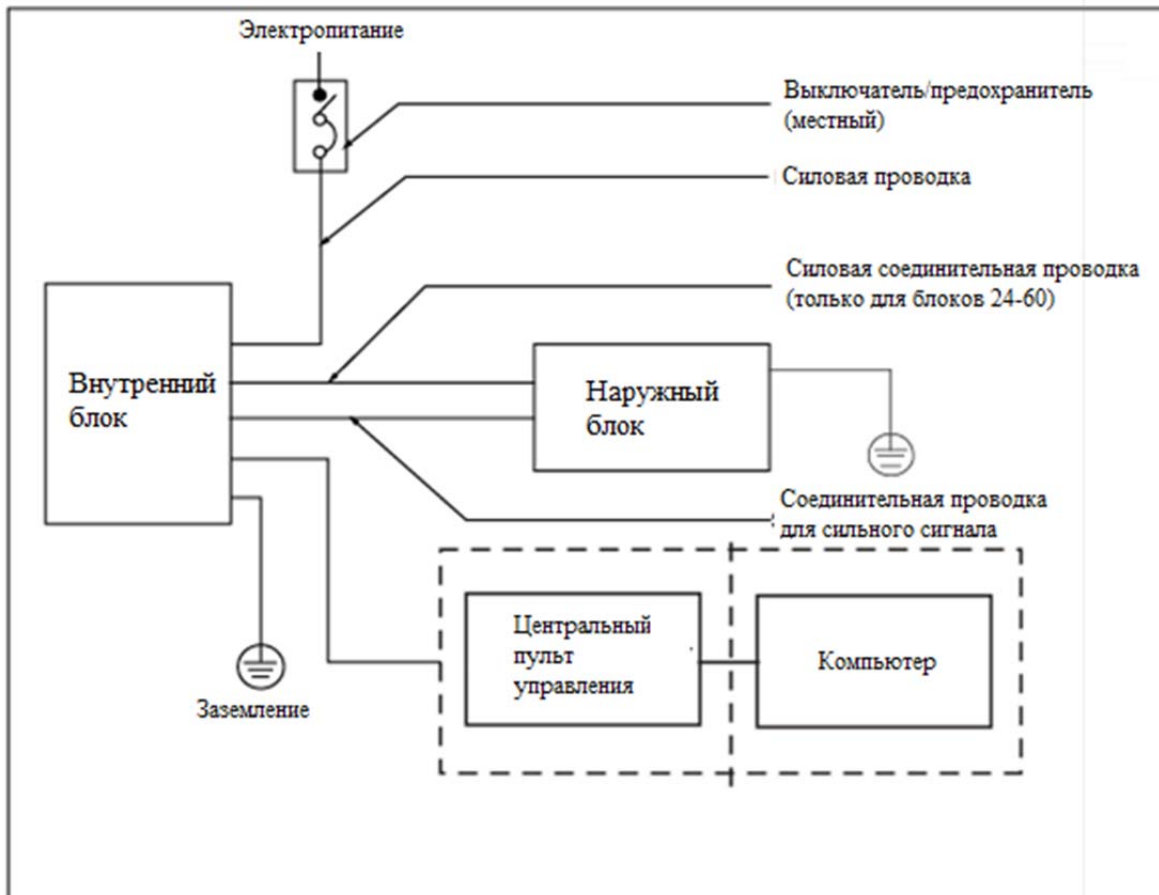 Электропитание
Выключатель/предохранитель
(местный)
Силовая проводка
Силовая соединительная проводка
(только для блоков 24-60)
Внутренний
блок
Наружный
блок
Соединительная проводка
для сильного сигнала
Центральный
пульт
управления
Компьютер
Заземление